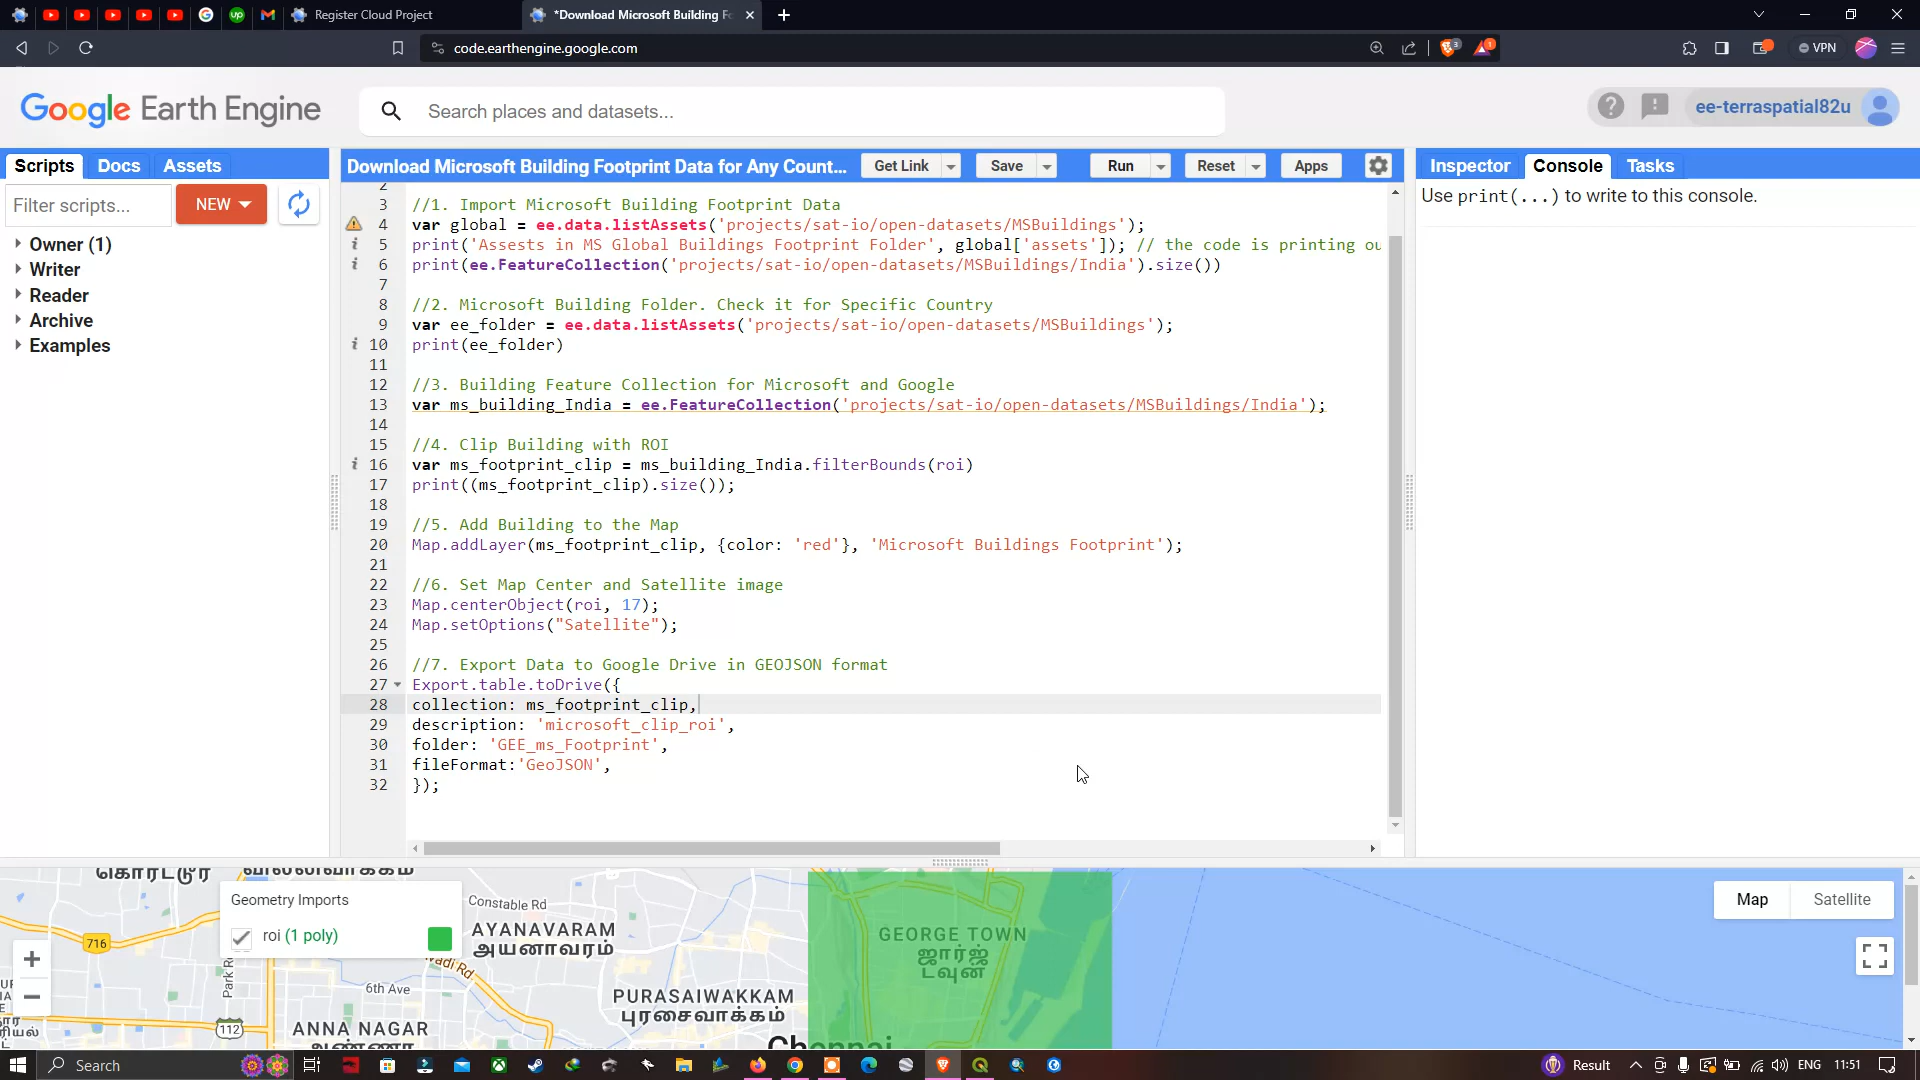 Register Cloud Project
*Download Microsoft Building F
code.earthengine.google.com
VPN
Google Earth Engine
Search places and datasets...
ee-terraspatial82u
Scripts Docs Assets
Filter scripts...
NEW
Owner (1)
Writer
Reader
Archive
Examples
Download Microsoft Building Footprint Data for Any Count...
Get Link
Save
Run
Reset
Apps
2
3 //1. Import Microsoft Building Footprint Data
4 var global = ee.data.listAssets('projects/sat-io/open-datasets/MSBuildings');
5 print('Assests in MS Global Buildings Footprint Folder', global['assets']); // the code is printing ou
6 print(ee.FeatureCollection('projects/sat-io/open-datasets/MSBuildings/India').size())
7
8 //2. Microsoft Building Folder. Check it for Specific Country
9 var ee_folder = ee.data.listAssets('projects/sat-io/open-datasets/MSBuildings');
10 print(ee_folder)
11
12 //3. Building Feature Collection for Microsoft and Google
13 var ms_building_India = ee.FeatureCollection('projects/sat-io/open-datasets/MSBuildings/India');
14
15 //4. Clip Building with ROI
16 var ms_footprint_clip = ms_building_India.filterBounds(roi)
17 print((ms_footprint_clip).size());
18
19 //5. Add Building to the Map
20 Map.addLayer(ms_footprint_clip, {color: 'red'}, 'Microsoft Buildings Footprint');
21
22 //6. Set Map Center and Satellite image
23 Map.centerObject(roi, 17);
24 Map.setOptions("Satellite");
25
26 //7. Export Data to Google Drive in GEOJSON format
27 Export.table.toDrive({
28 collection: ms_footprint_clip,
29 description: 'microsoft_clip_roi',
30 folder: 'GEE_ms_Footprint',
31 fileFormat:'GeoJSON',
32 });
Inspector Console Tasks
Use print(...) to write to this console.
Geometry Imports
roi (1 poly)
Map
Satellite
716
112
Constable Rd
AYANAVARAM
அயனாவரம்
6th Ave
PURASAIWAKKAM
புரசைவாக்கம்
ANNA NAGAR
GEORGE TOWN
ஜார்ஜ்
டவுன்
Chennai
Search
Result
ENG
11:51